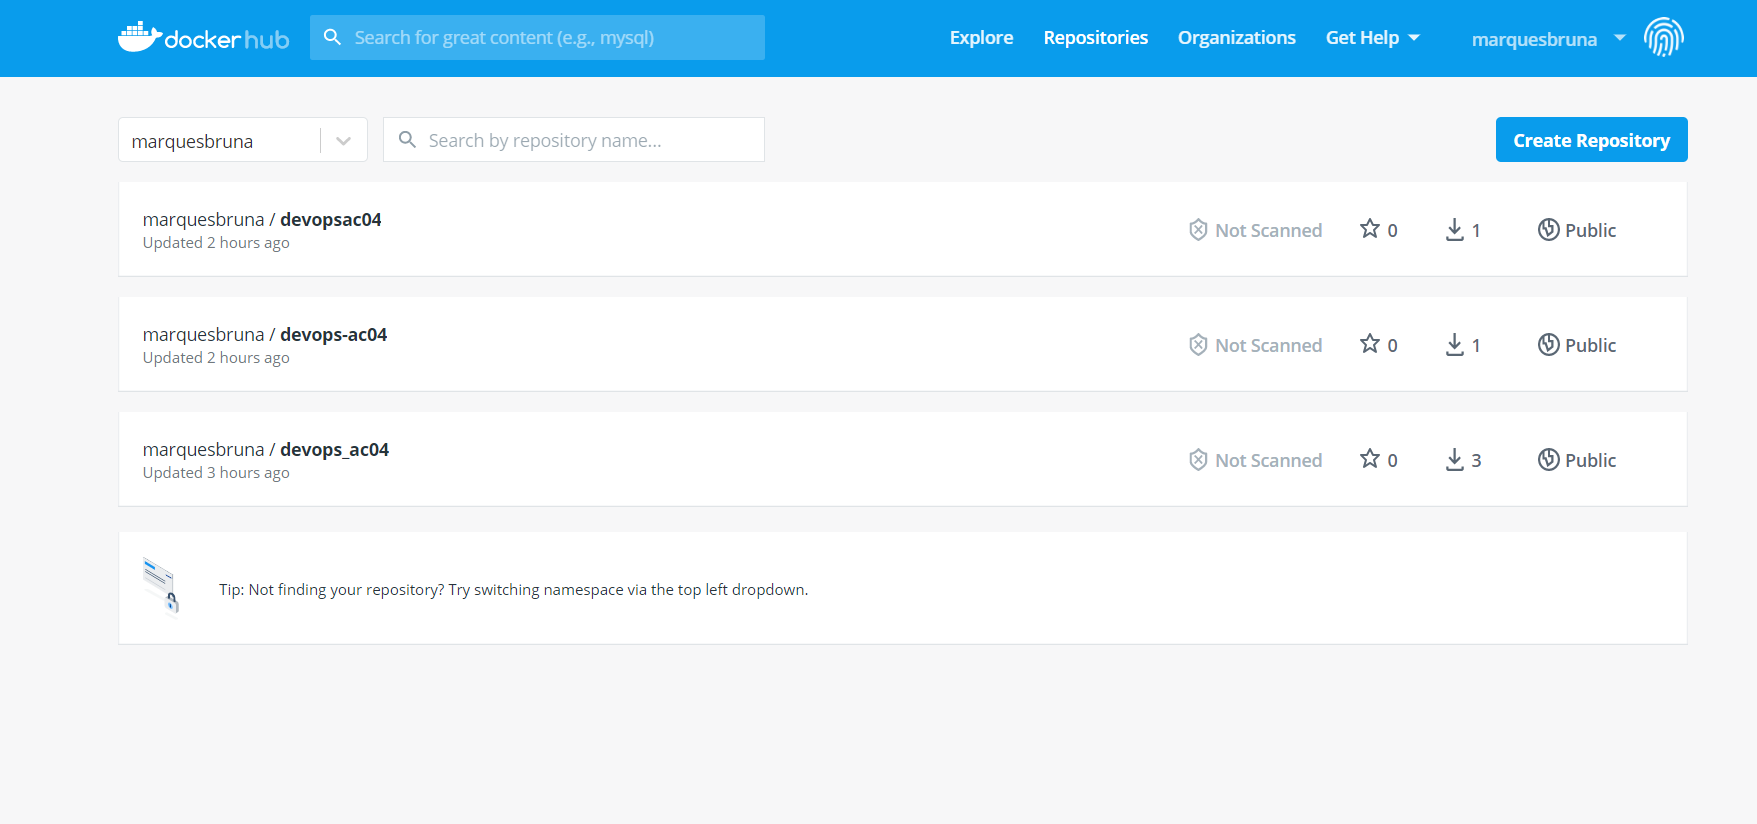 docker hub
Search for great content (e.g., mysql)
Explore
Repositories
Organizations
Get Help
marquesbruna
marquesbruna
Search by repository name...
Create Repository
marquesbruna / devopsac04
Updated 2 hours ago
Not Scanned
0
1
Public
marquesbruna / devops-ac04
Updated 2 hours ago
Not Scanned
0
1
Public
marquesbruna / devops_ac04
Updated 3 hours ago
Not Scanned
0
3
Public
Tip: Not finding your repository? Try switching namespace via the top left dropdown.